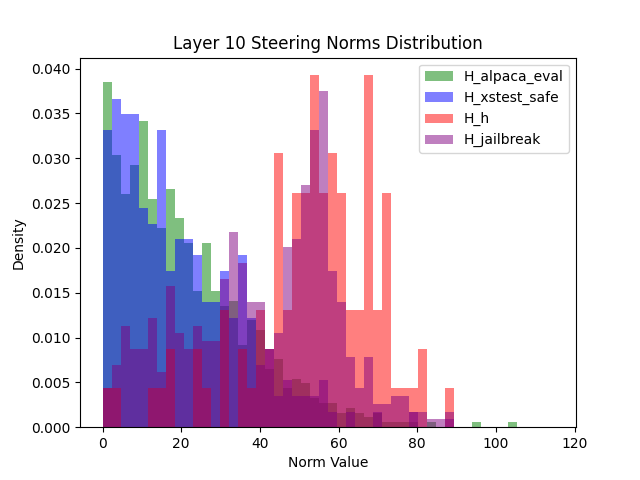 Layer 10 Steering Norms Distribution
H_alpaca_eval
H_xstest_safe
H_h
H_jailbreak
0.040
0.035
0.030
0.025
0.020
0.015
0.010
0.005
0.000
Density
0 20 40 60 80 100 120
Norm Value